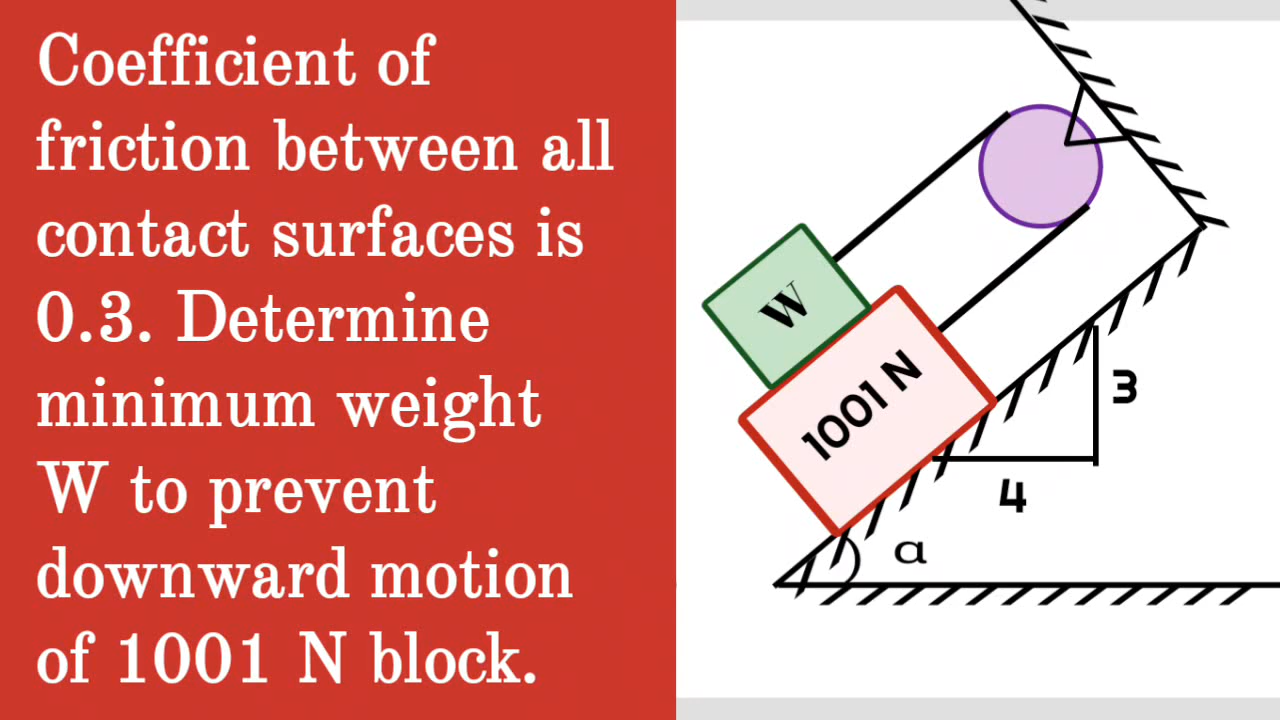 Coefficient of
friction between all
contact surfaces is
0.3. Determine
minimum weight
W to prevent
downward motion
of 1001 N block.
W
1001 N
3
4
α